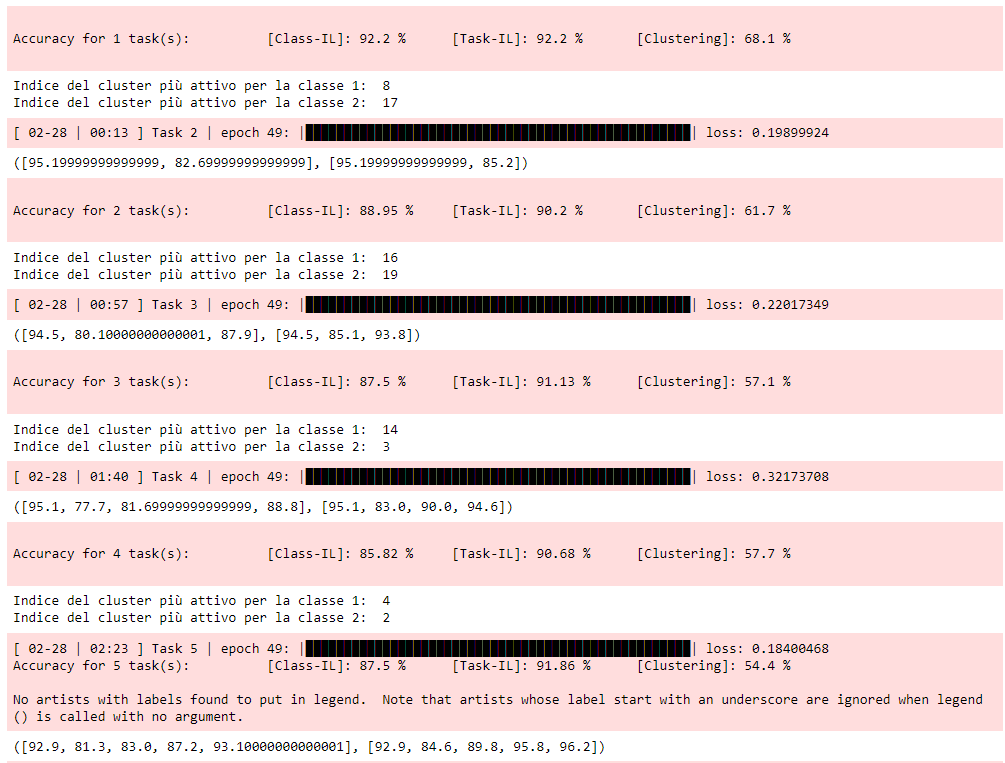 Accuracy for 1 task(s): [Class-IL]: 92.2 % [Task-IL]: 92.2 % [Clustering]: 68.1 %
Indice del cluster più attivo per la classe 1: 8
Indice del cluster più attivo per la classe 2: 17
[ 02-28 | 00:13 ] Task 2 | epoch 49: |██████████████████████████████████████████████████| loss: 0.19899924
([95.19999999999999, 82.69999999999999], [95.19999999999999, 85.2])
Accuracy for 2 task(s): [Class-IL]: 88.95 % [Task-IL]: 90.2 % [Clustering]: 61.7 %
Indice del cluster più attivo per la classe 1: 16
Indice del cluster più attivo per la classe 2: 19
[ 02-28 | 00:57 ] Task 3 | epoch 49: |██████████████████████████████████████████████████| loss: 0.22017349
([94.5, 80.10000000000001, 87.9], [94.5, 85.1, 93.8])
Accuracy for 3 task(s): [Class-IL]: 87.5 % [Task-IL]: 91.13 % [Clustering]: 57.1 %
Indice del cluster più attivo per la classe 1: 14
Indice del cluster più attivo per la classe 2: 3
[ 02-28 | 01:40 ] Task 4 | epoch 49: |██████████████████████████████████████████████████| loss: 0.32173708
([95.1, 77.7, 81.69999999999999, 88.8], [95.1, 83.0, 90.0, 94.6])
Accuracy for 4 task(s): [Class-IL]: 85.82 % [Task-IL]: 90.68 % [Clustering]: 57.7 %
Indice del cluster più attivo per la classe 1: 4
Indice del cluster più attivo per la classe 2: 2
[ 02-28 | 02:23 ] Task 5 | epoch 49: |██████████████████████████████████████████████████| loss: 0.18400468
Accuracy for 5 task(s): [Class-IL]: 87.5 % [Task-IL]: 91.86 % [Clustering]: 54.4 %
No artists with labels found to put in legend.  Note that artists whose label start with an underscore are ignored when legend
() is called with no argument.
([92.9, 81.3, 83.0, 87.2, 93.10000000000001], [92.9, 84.6, 89.8, 95.8, 96.2])